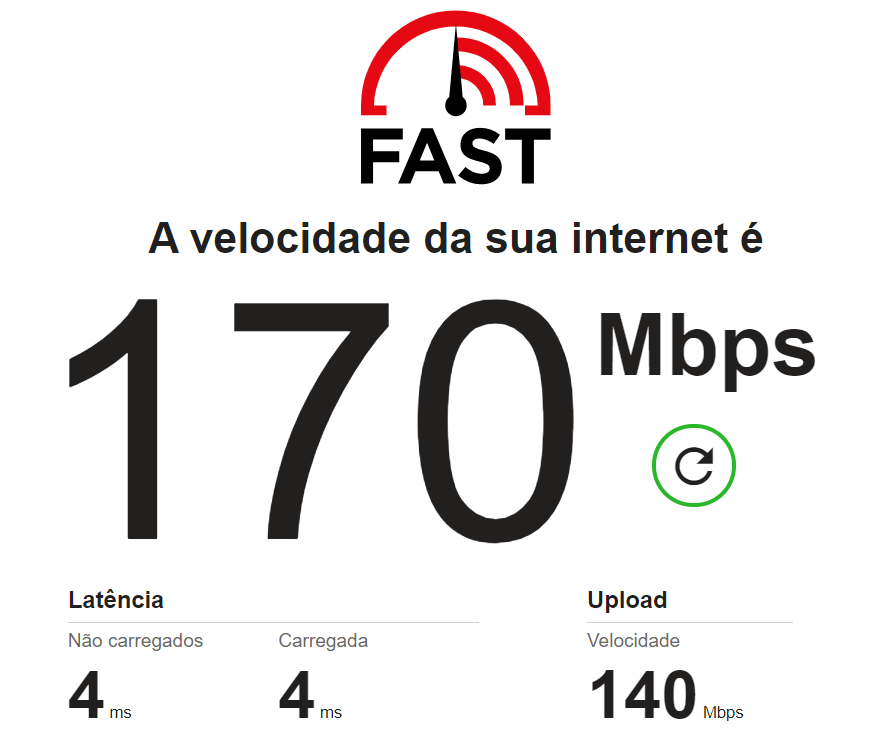 FAST
A velocidade da sua internet é
170 Mbps
Latência
Upload
Não carregados
Carregada
Velocidade
4 ms
4 ms
140 Mbps